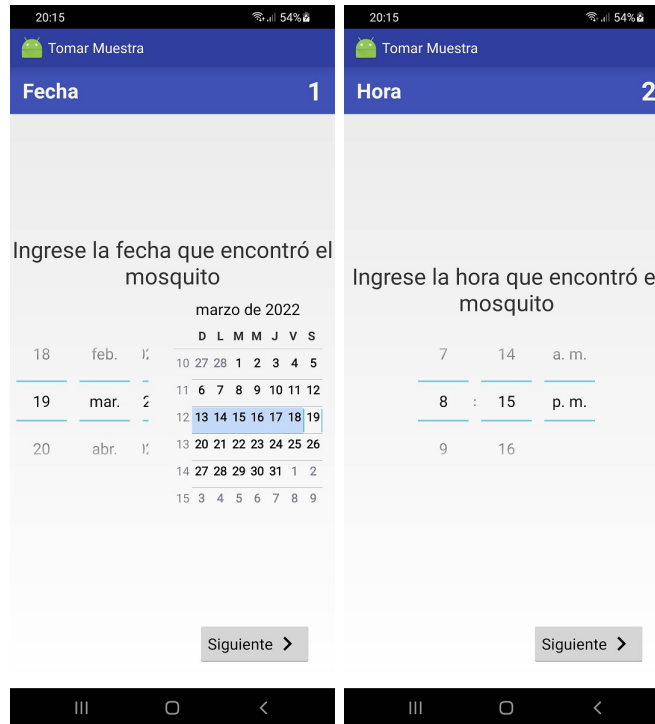 20:15
54%
Tomar Muestra
Fecha 1
Ingrese la fecha que encontró el
mosquito
marzo de 2022
D L M M J V S
18 feb.
10 27 28 1 2 3 4 5
11 6 7 8 9 10 11 12
19 mar. 2
12 13 14 15 16 17 18 19
13 20 21 22 23 24 25 26
20 abr.
14 27 28 29 30 31 1 2
15 3 4 5 6 7 8 9
Siguiente
20:15
54%
Tomar Muestra
Hora 2
Ingrese la hora que encontró e
mosquito
7 14 a. m.
8 : 15 p. m.
9 16
Siguiente